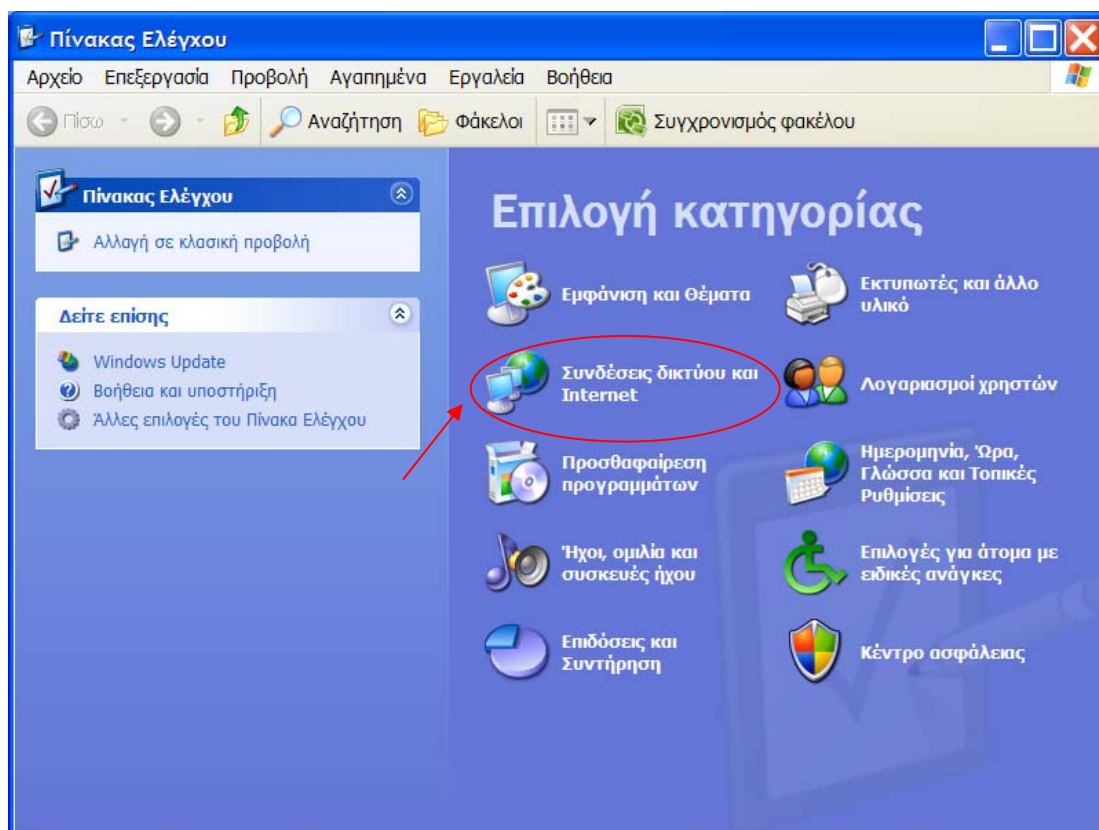 Πίνακας Ελέγχου
Αρχείο Επεξεργασία Προβολή Αγαπημένα Εργαλεία Βοήθεια
Πίσω Αναζήτηση Φάκελοι Συγχρονισμός φακέλου
Πίνακας Ελέγχου
Αλλαγή σε κλασική προβολή
Δείτε επίσης
Windows Update
Βοήθεια και υποστήριξη
Άλλες επιλογές του Πίνακα Ελέγχου
Επιλογή κατηγορίας
Εμφάνιση και Θέματα
Εκτυπωτές και άλλο
υλικό
Συνδέσεις δικτύου και
Internet
Λογαριασμοί χρηστών
Προσθαφαίρεση
προγραμμάτων
Ημερομηνία, Ώρα,
Γλώσσα και Τοπικές
Ρυθμίσεις
Ήχοι, ομιλία και
συσκευές ήχου
Επιλογές για άτομα με
ειδικές ανάγκες
Επιδόσεις και
Συντήρηση
Κέντρο ασφάλειας